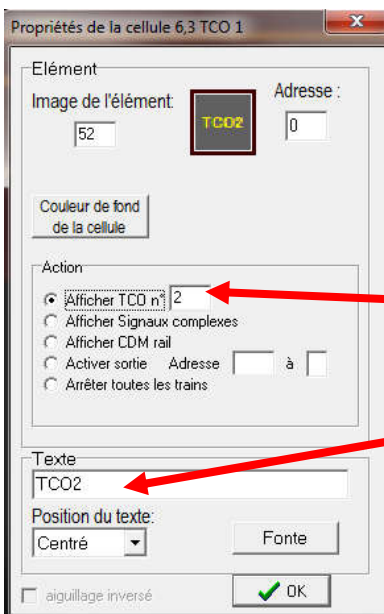 Propriétés de la cellule 6,3 TCO 1
x
Elément
Image de l'élément:
Adresse :
52
TCO2
0
Couleur de fond
de la cellule
Action
Afficher TCO n° 2
Afficher Signaux complexes
Afficher CDM rail
Activer sortie Adresse à
Arrêter toutes les trains
Texte
TCO2
Position du texte:
Centré
Fonte
aiguillage inversé
OK